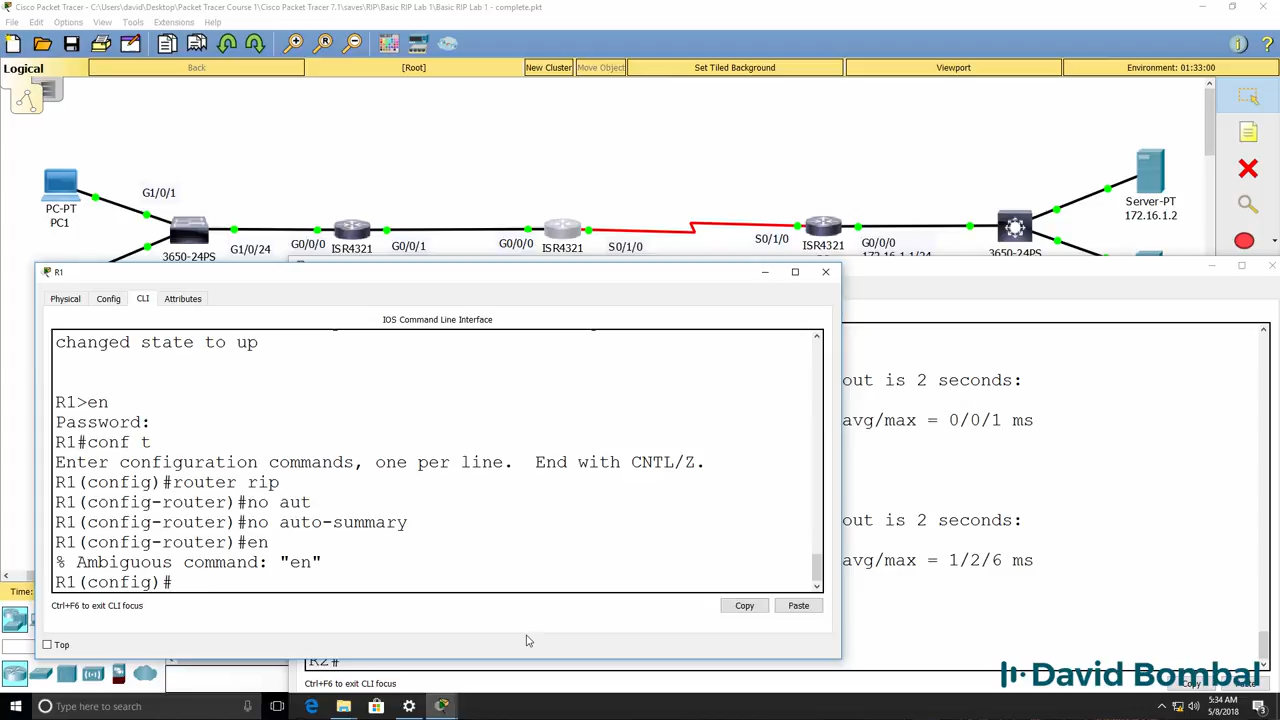 Cisco Packet Tracer - C:\Users\david\Desktop\Packet Tracer Course 1\Cisco Packet Tracer 7.1\saves\RIP\Basic RIP Lab 1\Basic RIP Lab 1 - complete.pkt
File Edit Options View Tools Extensions Help
Logical Back [Root] New Cluster Move Object Set Tiled Background Viewport Environment: 01:33:00
G1/0/1
PC-PT
PC1
Server-PT
172.16.1.2
3650-24PS
G1/0/24
G0/0/0
ISR4321
G0/0/1
G0/0/0
ISR4321
S0/1/0
S0/1/0
ISR4321
G0/0/0
172.16.1.1/24
3650-24PS
R1
Physical Config CLI Attributes
IOS Command Line Interface
changed state to up
R1>en
Password:
R1#conf t
Enter configuration commands, one per line. End with CNTL/Z.
R1(config)#router rip
R1(config-router)#no aut
R1(config-router)#no auto-summary
R1(config-router)#en
% Ambiguous command: "en"
R1(config)#
Ctrl+F6 to exit CLI focus
Copy Paste
Top
out is 2 seconds:
avg/max = 0/0/1 ms
out is 2 seconds:
avg/max = 1/2/6 ms
R2#
Ctrl+F6 to exit CLI focus
Copy
Time:
David Bombal
Type here to search
5:34 AM
5/8/2018